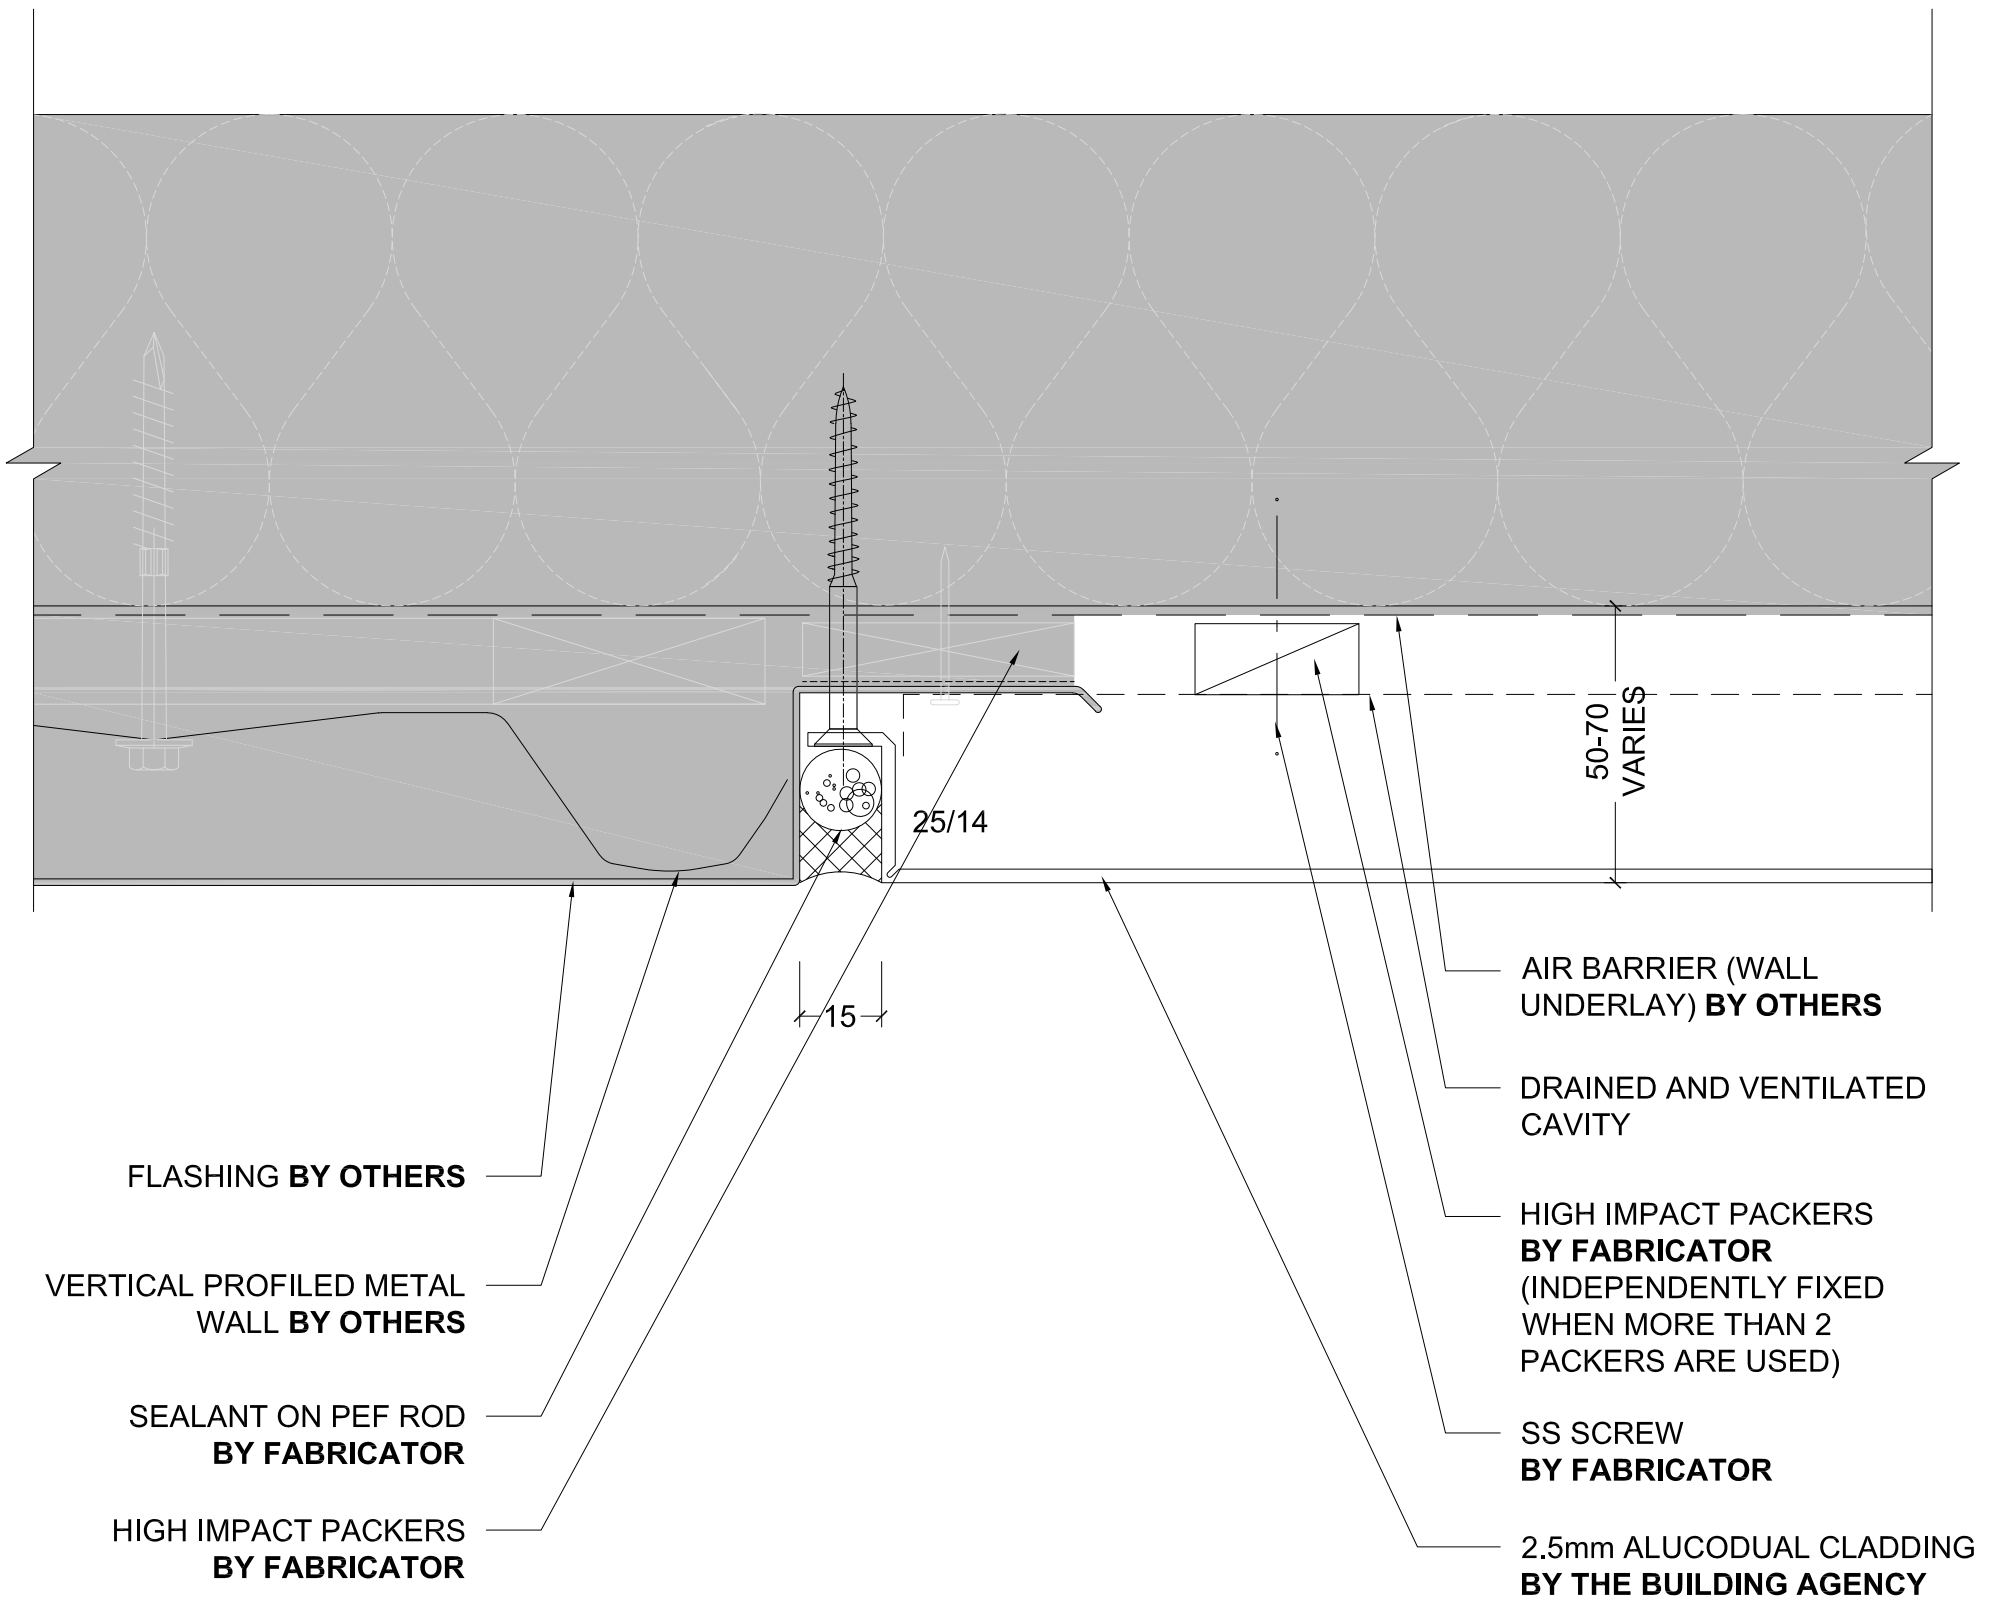 50-70
VARIES
25/14
15
FLASHING BY OTHERS
VERTICAL PROFILED METAL
WALL BY OTHERS
SEALANT ON PEF ROD
BY FABRICATOR
HIGH IMPACT PACKERS
BY FABRICATOR
AIR BARRIER (WALL
UNDERLAY) BY OTHERS
DRAINED AND VENTILATED
CAVITY
HIGH IMPACT PACKERS
BY FABRICATOR
(INDEPENDENTLY FIXED
WHEN MORE THAN 2
PACKERS ARE USED)
SS SCREW
BY FABRICATOR
2.5mm ALUCODUAL CLADDING
BY THE BUILDING AGENCY